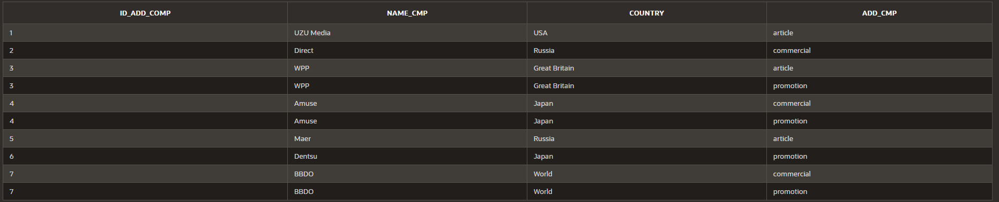 ID_ADD_COMP NAME_CMP COUNTRY ADD_CMP
1 UZU Media USA article
2 Direct Russia commercial
3 WPP Great Britain article
3 WPP Great Britain promotion
4 Amuse Japan commercial
4 Amuse Japan promotion
5 Maer Russia article
6 Dentsu Japan promotion
7 BBDO World commercial
7 BBDO World promotion